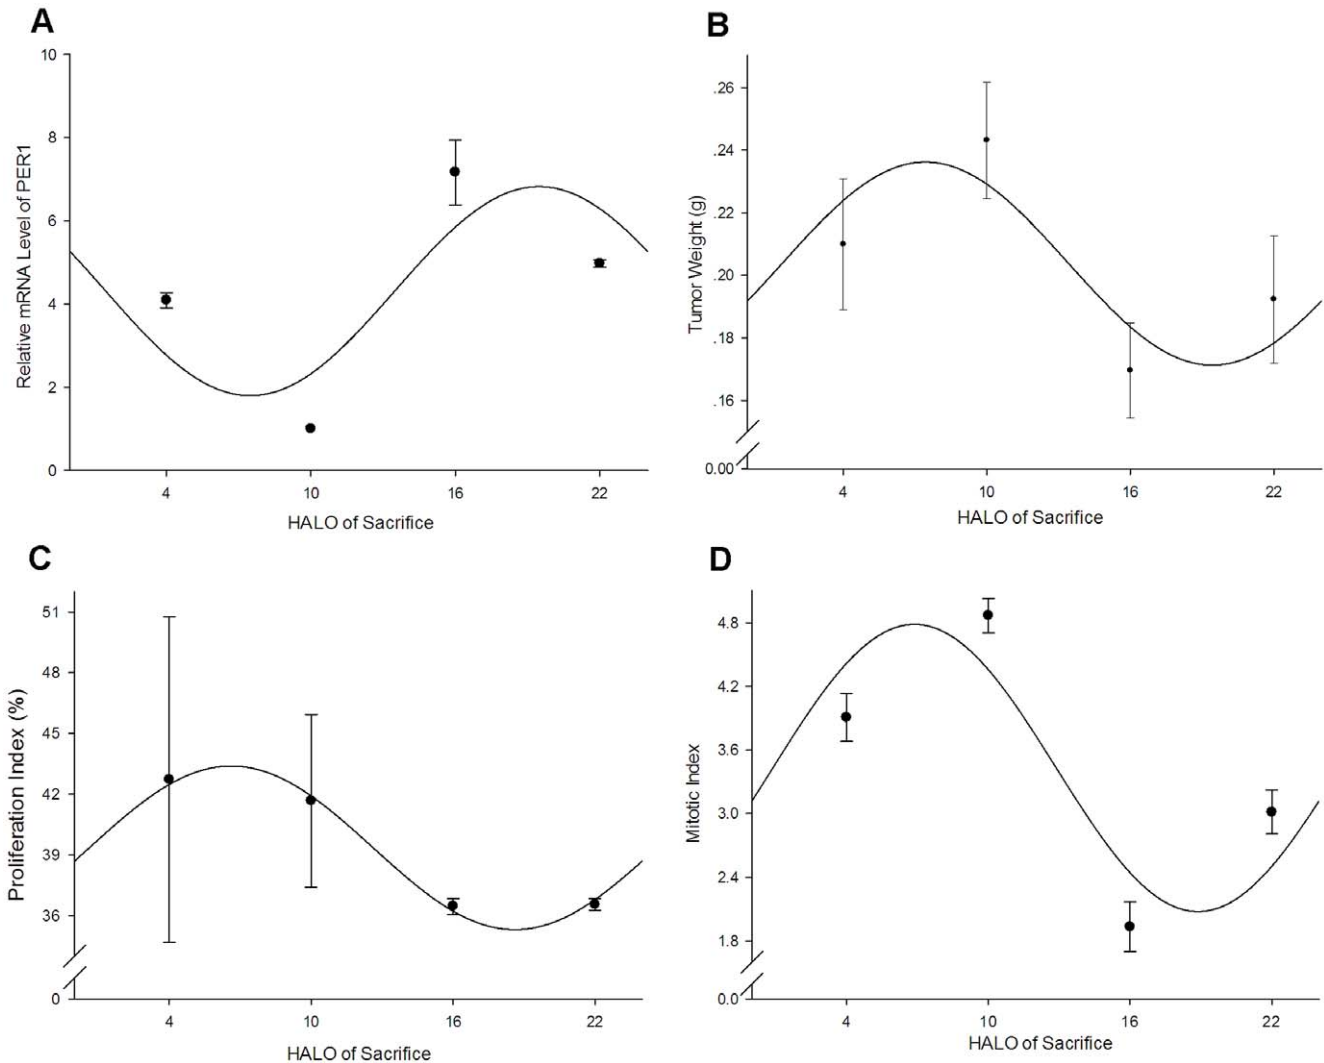 A
Relative mRNA Level of PER1
10
8
6
4
2
0
4 10 16 22
HALO of Sacrifice
B
Tumor Weight (g)
.26
.24
.22
.20
.18
.16
0.00
4 10 16 22
HALO of Sacrifice
C
Proliferation Index (%)
51
48
45
42
39
36
0
4 10 16 22
HALO of Sacrifice
D
Mitotic Index
4.8
4.2
3.6
3.0
2.4
1.8
0.0
4 10 16 22
HALO of Sacrifice